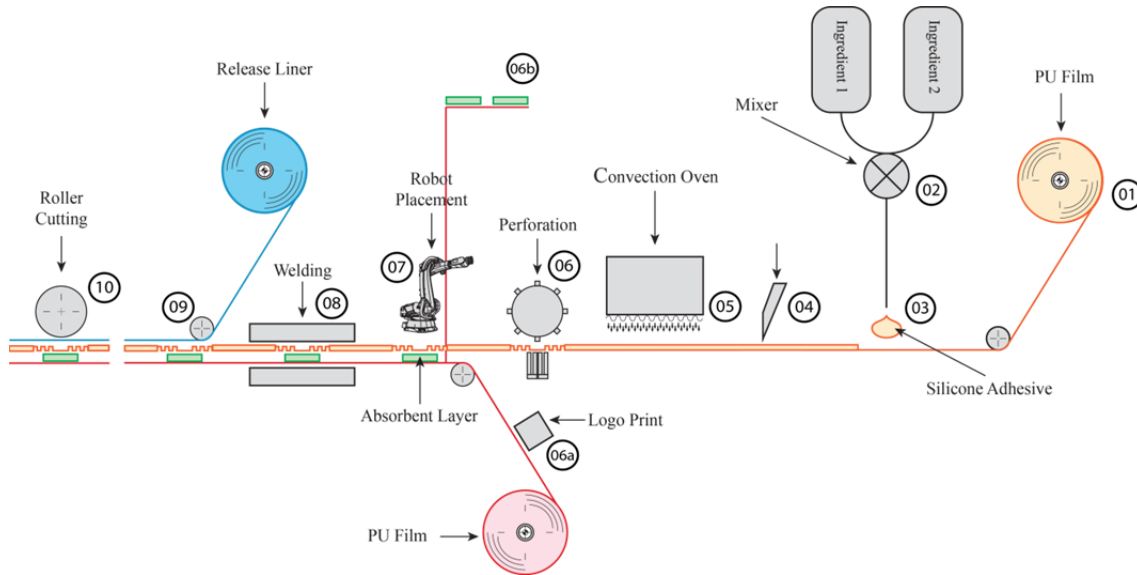 Ingredient 1
Ingredient 2
06b
PU Film
Release Liner
Mixer
Robot
Placement
Convection Oven
02
01
Roller
Cutting
Perforation
07
06
Welding
10
09
08
05
04
03
Silicone Adhesive
Absorbent Layer
Logo Print
06a
PU Film